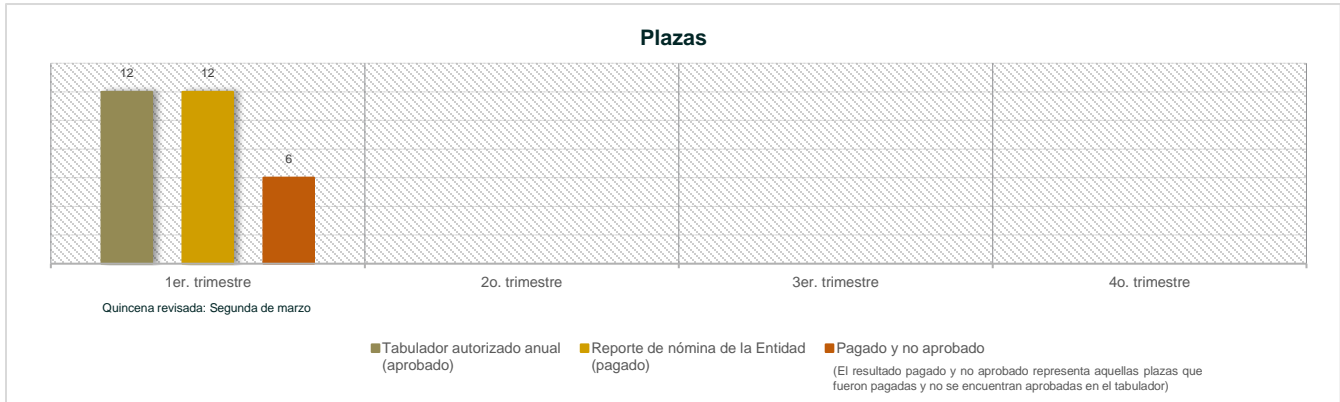 Plazas
12
12
6
1er. trimestre
2o. trimestre
3er. trimestre
4o. trimestre
Quincena revisada: Segunda de marzo
Tabulador autorizado anual
(aprobado)
Reporte de nómina de la Entidad
(pagado)
Pagado y no aprobado
(El resultado pagado y no aprobado representa aquellas plazas que
fueron pagadas y no se encuentran aprobadas en el tabulador)